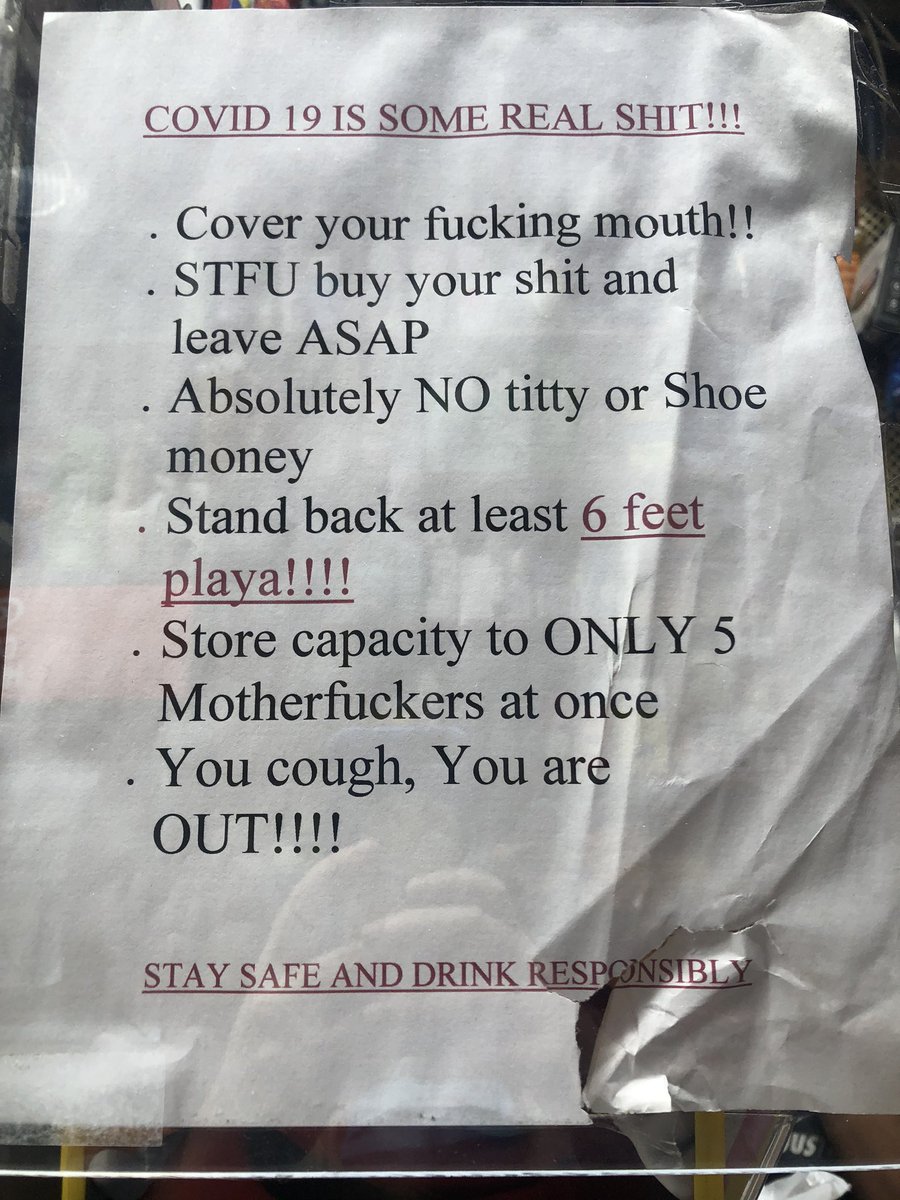 COVID 19 IS SOME REAL SHIT!!!
. Cover your fucking mouth!!
. STFU buy your shit and
leave ASAP
. Absolutely NO titty or Shoe
money
. Stand back at least 6 feet
playa!!!!
. Store capacity to ONLY 5
Motherfuckers at once
. You cough, You are
OUT!!!!
STAY SAFE AND DRINK RESPONSIBLY